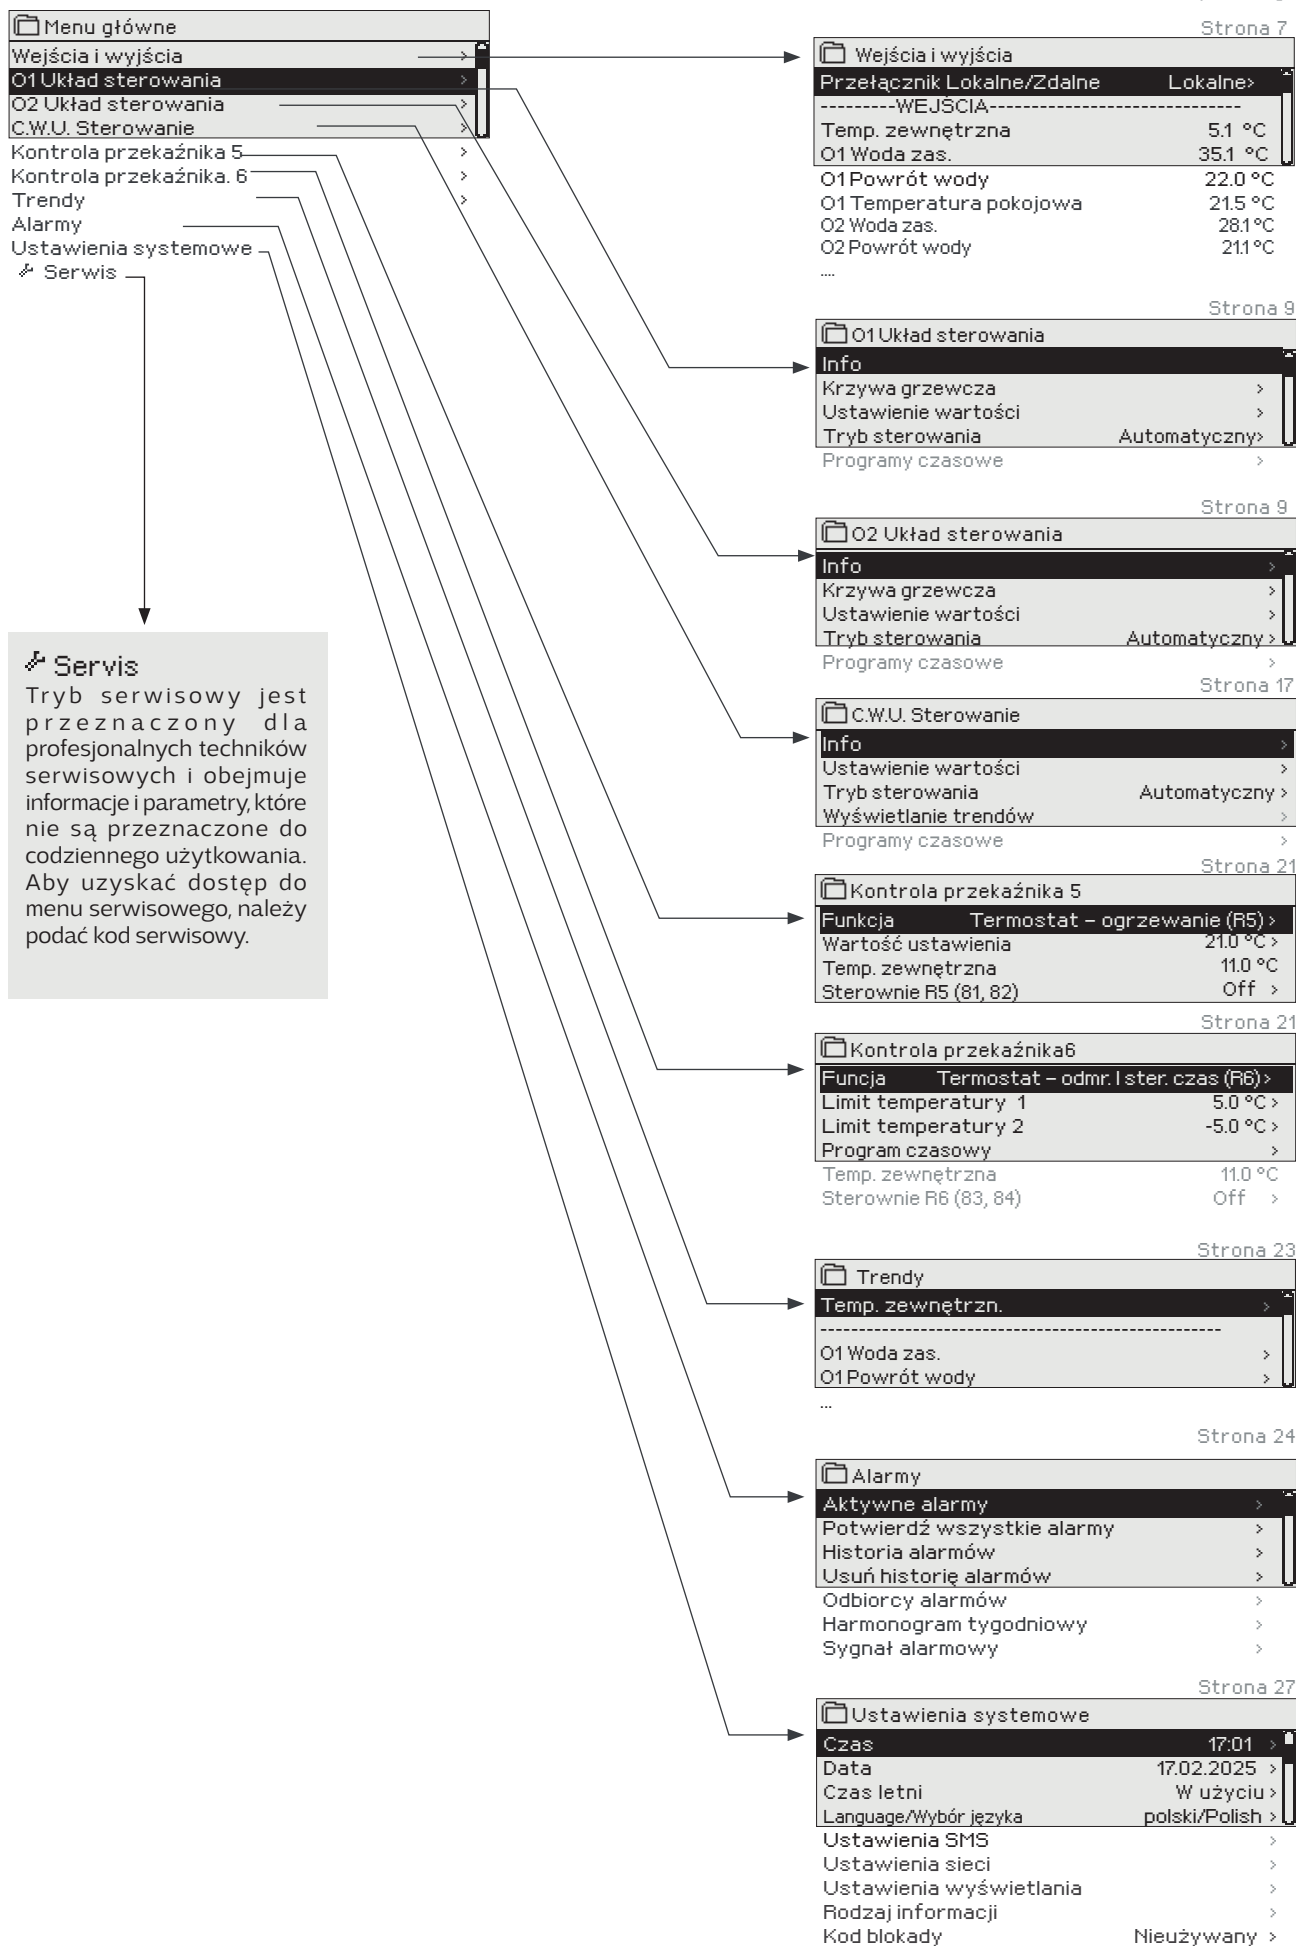 Menu główne
Wejścia i wyjścia >
O1 Układ sterowania >
O2 Układ sterowania >
C.W.U. Sterowanie >
Kontrola przekaźnika 5 >
Kontrola przekaźnika. 6 >
Trendy >
Alarmy
Ustawienia systemowe
Serwis
Servis
Tryb serwisowy jest
przeznaczony dla
profesjonalnych techników
serwisowych i obejmuje
informacje i parametry, które
nie są przeznaczone do
codziennego użytkowania.
Aby uzyskać dostęp do
menu serwisowego, należy
podać kod serwisowy.
Strona 7
Wejścia i wyjścia
Przełącznik Lokalne/Zdalne Lokalne>
---------WEJŚCIA------------------------------
Temp. zewnętrzna 5.1 °C
O1 Woda zas. 35.1 °C
O1 Powrót wody 22.0 °C
O1 Temperatura pokojowa 21.5 °C
O2 Woda zas. 28.1 °C
O2 Powrót wody 21.1 °C
....
Strona 9
O1 Układ sterowania
Info
Krzywa grzewcza >
Ustawienie wartości >
Tryb sterowania Automatyczny>
Programy czasowe >
Strona 9
O2 Układ sterowania
Info >
Krzywa grzewcza >
Ustawienie wartości >
Tryb sterowania Automatyczny >
Programy czasowe >
Strona 17
C.W.U. Sterowanie
Info >
Ustawienie wartości >
Tryb sterowania Automatyczny >
Wyświetlanie trendów >
Programy czasowe >
Strona 21
Kontrola przekaźnika 5
Funkcja Termostat – ogrzewanie (R5) >
Wartość ustawienia 21.0 °C >
Temp. zewnętrzna 11.0 °C
Sterownie R5 (81, 82) Off >
Strona 21
Kontrola przekaźnika6
Funcja Termostat – odmr. I ster. czas (R6)>
Limit temperatury 1 5.0 °C >
Limit temperatury 2 -5.0 °C >
Program czasowy >
Temp. zewnętrzna 11.0 °C
Sterownie R6 (83, 84) Off >
Strona 23
Trendy
Temp. zewnętrzn. >
----------------------------------------------------
O1 Woda zas. >
O1 Powrót wody >
...
Strona 24
Alarmy
Aktywne alarmy >
Potwierdź wszystkie alarmy >
Historia alarmów >
Usuń historię alarmów >
Odbiorcy alarmów >
Harmonogram tygodniowy >
Sygnał alarmowy >
Strona 27
Ustawienia systemowe
Czas 17:01 >
Data 17.02.2025 >
Czas letni W użyciu >
Language/Wybór języka polski/Polish >
Ustawienia SMS >
Ustawienia sieci >
Ustawienia wyświetlania >
Rodzaj informacji >
Kod blokady Nieużywany >